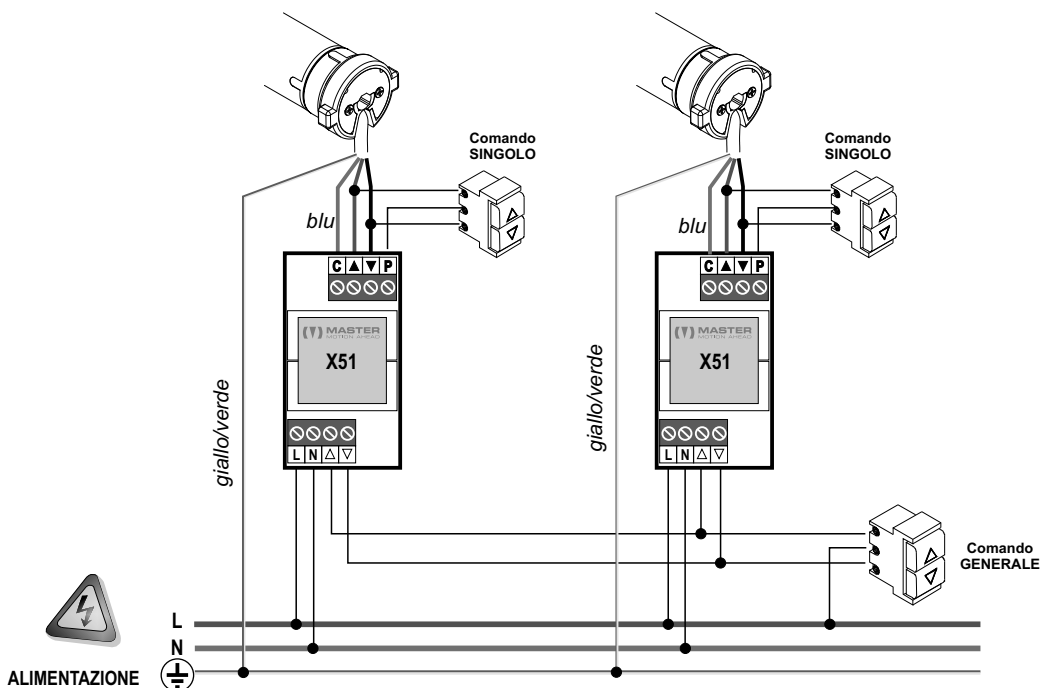 Comando
SINGOLO
Comando
SINGOLO
blu
blu
C ▲ ▼ P
C ▲ ▼ P
MASTER
MOTION AHEAD
X51
MASTER
MOTION AHEAD
X51
giallo/verde
giallo/verde
L N △ ▽
L N △ ▽
Comando
GENERALE
L
N
ALIMENTAZIONE